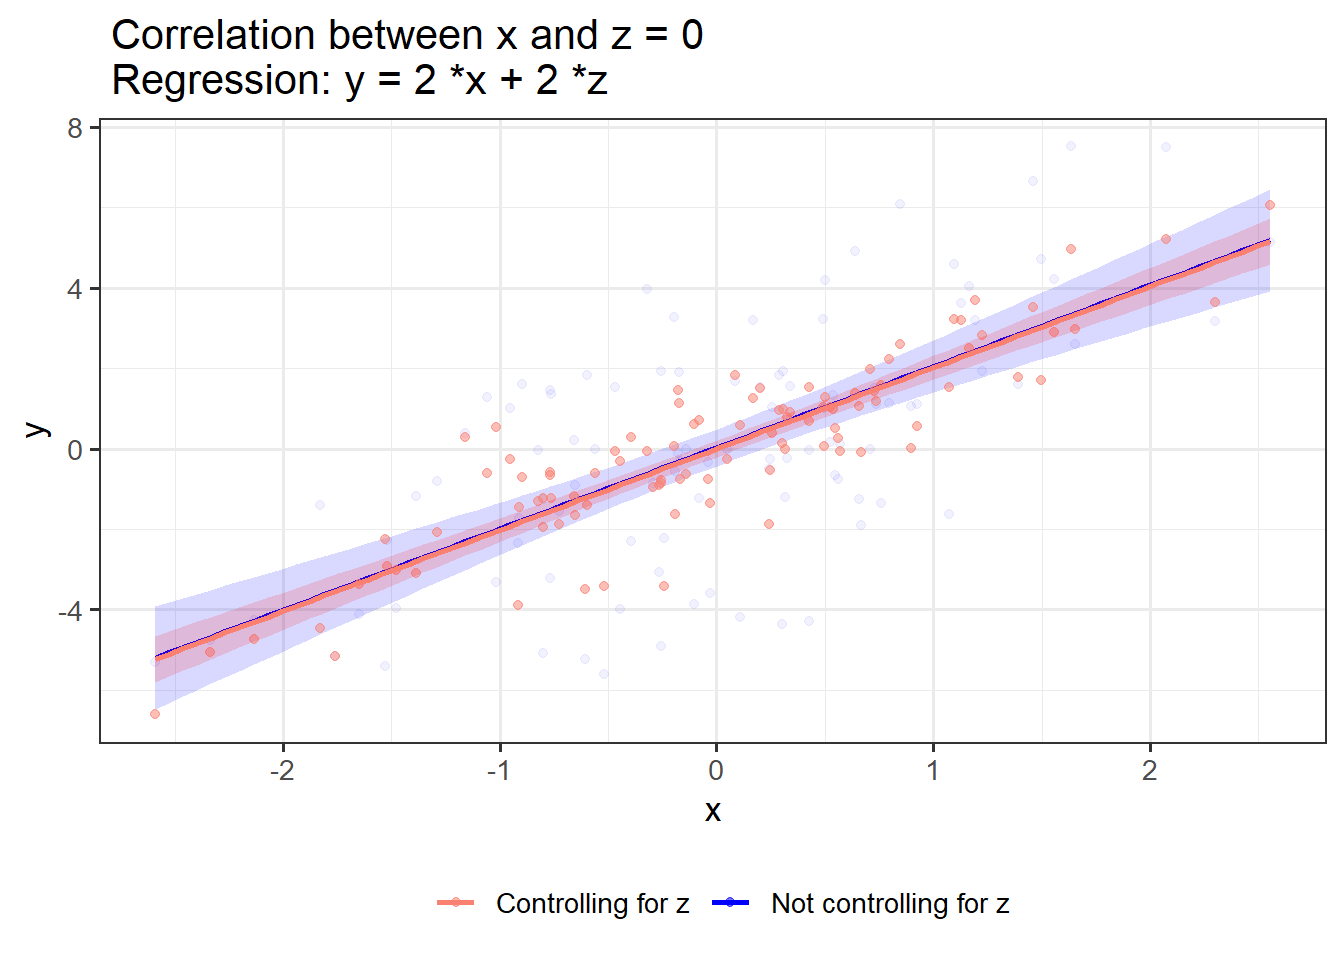 Correlation between x and z = 0
Regression: y = 2 *x + 2 *z
8
4
0
-4
y
-2
-1
0
1
2
x
Controlling for z
Not controlling for z